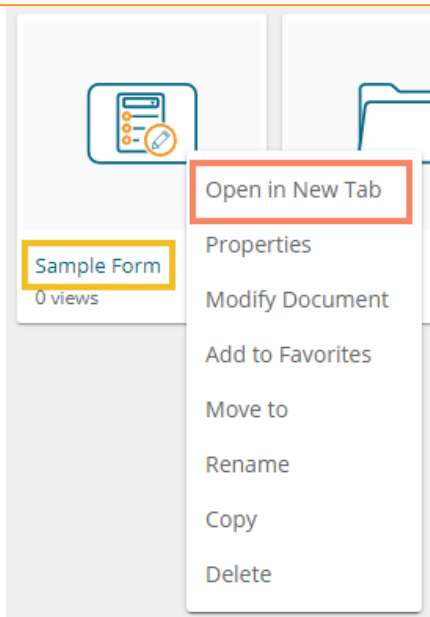 Open in New Tab
Properties
Sample Form
0 views
Modify Document
Add to Favorites
Move to
Rename
Copy
Delete